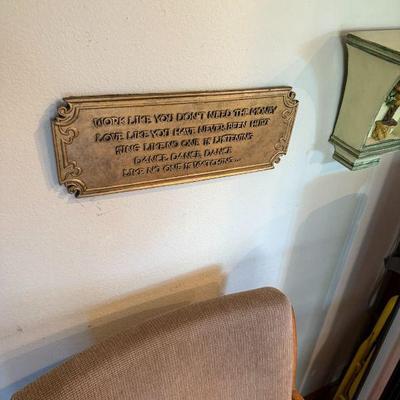 WORK LIKE YOU DON'T NEED THE MONEY
LOVE LIKE YOU HAVE NEVER BEEN HURT
SING LIKE NO ONE IS LISTENING
DANCE, DANCE, DANCE
LIKE NO ONE IS WATCHING...